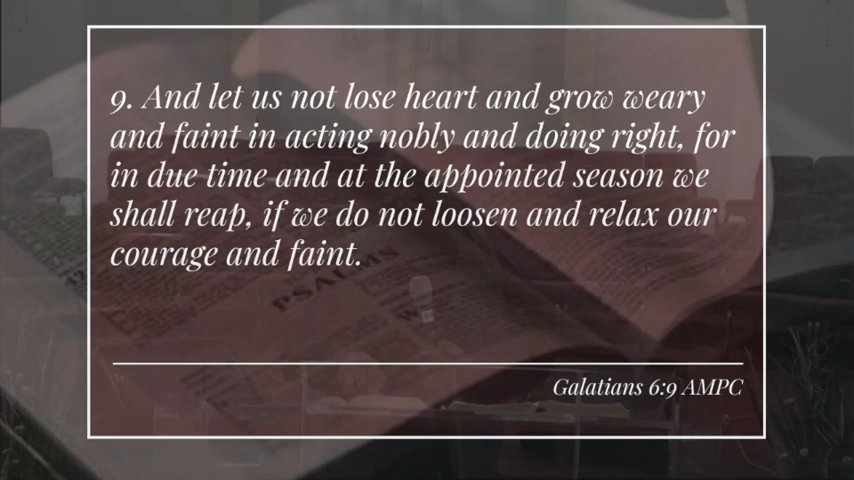 9. And let us not lose heart and grow weary
and faint in acting nobly and doing right, for
in due time and at the appointed season we
shall reap, if we do not loosen and relax our
courage and faint.
PSALMS
Galatians 6:9 AMPC